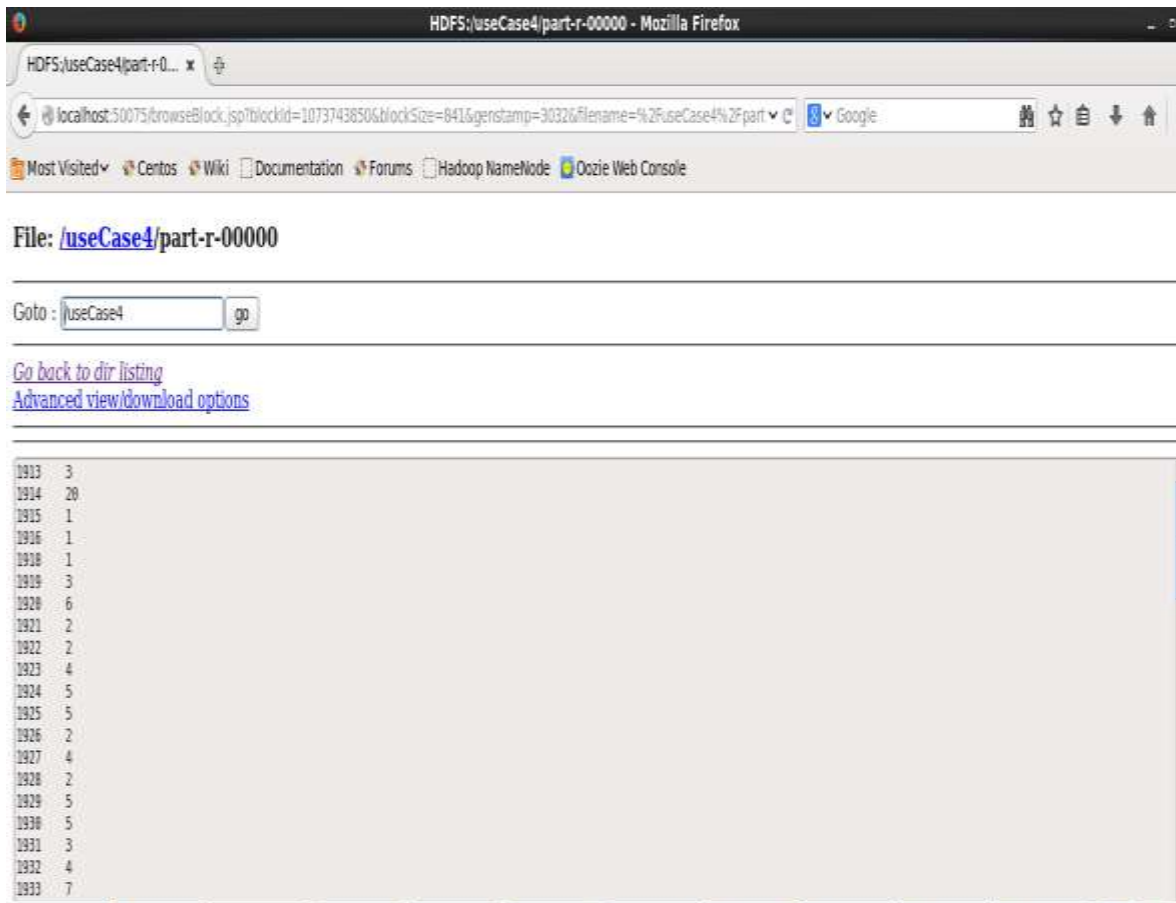 HDFS:/useCase4/part-r-00000 - Mozilla Firefox
HDFS:/useCase4/part-r-0... x
localhost:50075/browseBlock.jsp?blockId=1073743850&blockSize=841&genstamp=3032&filename=%2FuseCase4%2Fpart Google
Most Visited Centos Wiki Documentation Forums Hadoop NameNode Oozie Web Console
File: /useCase4/part-r-00000
Goto : /useCase4 go
Go back to dir listing
Advanced view/download options
1913 3
1914 20
1915 1
1916 1
1918 1
1919 3
1920 6
1921 2
1922 2
1923 4
1924 5
1925 5
1926 2
1927 4
1928 2
1929 5
1930 5
1931 3
1932 4
1933 7